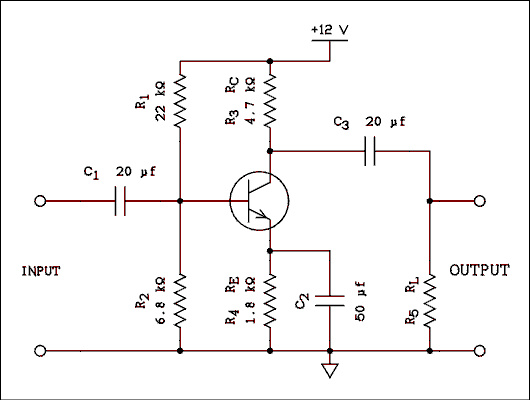 +12 V
R1
22 kΩ
RC
R3
4.7 kΩ
C3 20 µf
C1 20 µf
INPUT
R2
6.8 kΩ
RE
R4
1.8 kΩ
C2
50 µf
RL
R5
OUTPUT